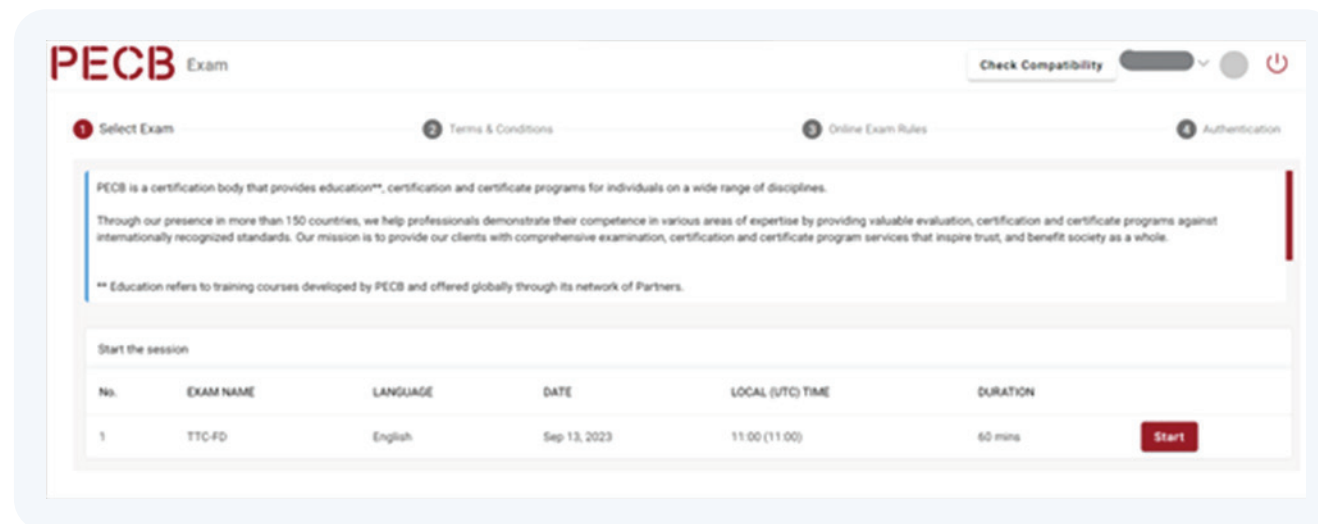 PECB Exam Check Compatibility
1 Select Exam 2 Terms & Conditions 3 Online Exam Rules 4 Authentication
PECB is a certification body that provides education**, certification and certificate programs for individuals on a wide range of disciplines.
Through our presence in more than 150 countries, we help professionals demonstrate their competence in various areas of expertise by providing valuable evaluation, certification and certificate programs against
internationally recognized standards. Our mission is to provide our clients with comprehensive examination, certification and certificate program services that inspire trust, and benefit society as a whole.
** Education refers to training courses developed by PECB and offered globally through its network of Partners.
Start the session
No. EXAM NAME LANGUAGE DATE LOCAL (UTC) TIME DURATION
1 TTC-FD English Sep 13, 2023 11:00 (11:00) 60 mins Start